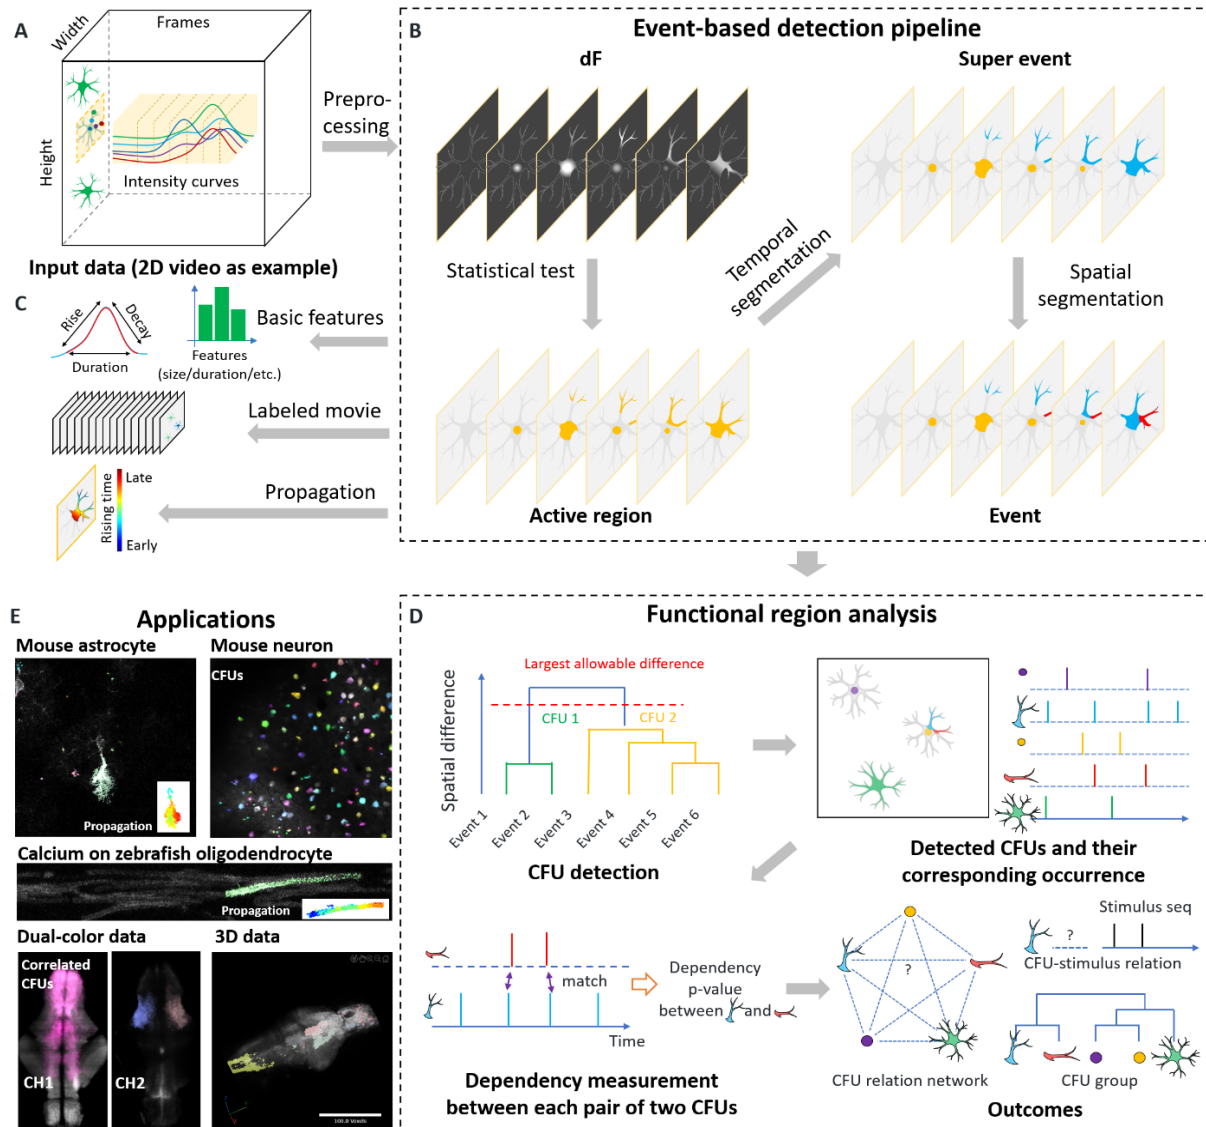 A
Width
Frames
Height
Intensity curves
Input data (2D video as example)
Prepro-
cessing
B
Event-based detection pipeline
dF
Super event
Statistical test
Temporal
segmentation
Spatial
segmentation
Active region
Event
C
Rise
Decay
Duration
Features
(size/duration/etc.)
Basic features
Labeled movie
Propagation
Rising time
Late
Early
D
Functional region analysis
Largest allowable difference
Spatial difference
CFU 1
CFU 2
Event 1
Event 2
Event 3
Event 4
Event 5
Event 6
CFU detection
Detected CFUs and their
corresponding occurrence
match
Time
Dependency
p-value
between
and
Dependency measurement
between each pair of two CFUs
?
CFU relation network
Stimulus seq
?
CFU-stimulus relation
CFU group
Outcomes
E
Applications
Mouse astrocyte
Propagation
Mouse neuron
CFUs
Calcium on zebrafish oligodendrocyte
Propagation
Dual-color data
Correlated
CFUs
CH1
CH2
3D data